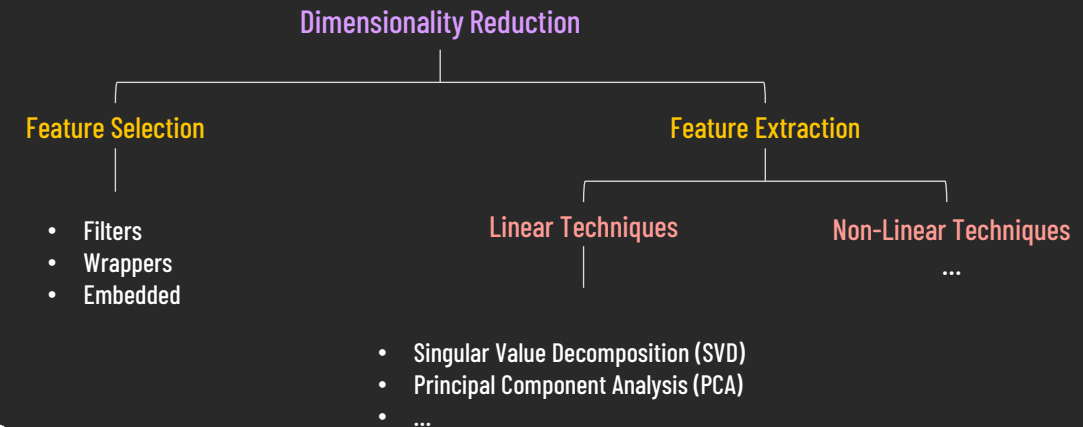 Dimensionality Reduction
Feature Selection
Feature Extraction
• Filters
• Wrappers
• Embedded
Linear Techniques
Non-Linear Techniques
...
• Singular Value Decomposition (SVD)
• Principal Component Analysis (PCA)
• ...